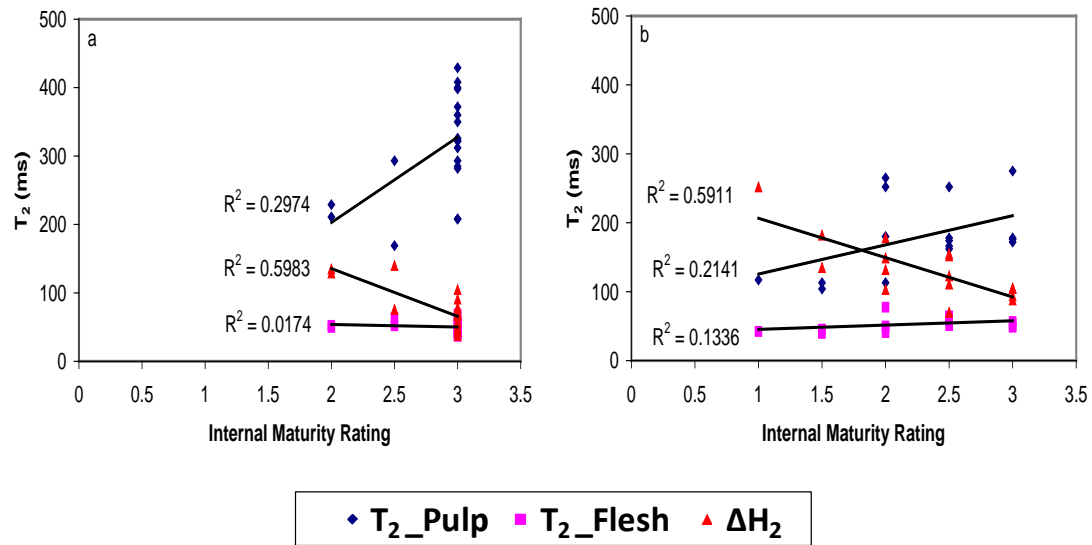 a
500
400
300
200
100
0
T₂ (ms)
R² = 0.2974
R² = 0.5983
R² = 0.0174
0 0.5 1 1.5 2 2.5 3 3.5
Internal Maturity Rating
b
500
400
300
200
100
0
T₂ (ms)
R² = 0.5911
R² = 0.2141
R² = 0.1336
0 0.5 1 1.5 2 2.5 3 3.5
Internal Maturity Rating
T₂_Pulp T₂_Flesh ΔH₂